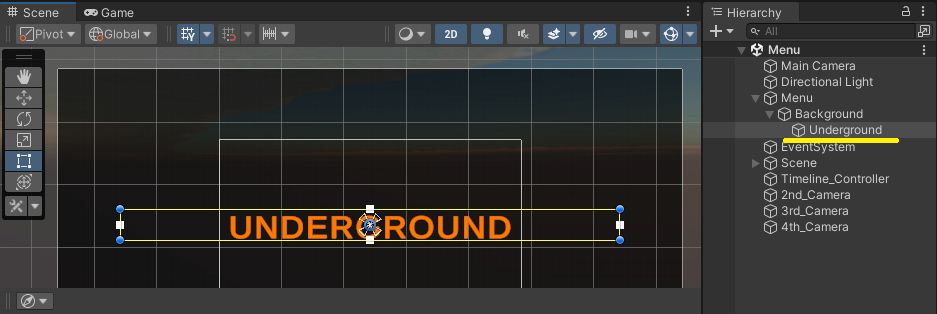 Scene Game
Pivot Global 2D
UNDERGROUND
Hierarchy
All
Menu
Main Camera
Directional Light
Menu
Background
Underground
EventSystem
Scene
Timeline_Controller
2nd_Camera
3rd_Camera
4th_Camera